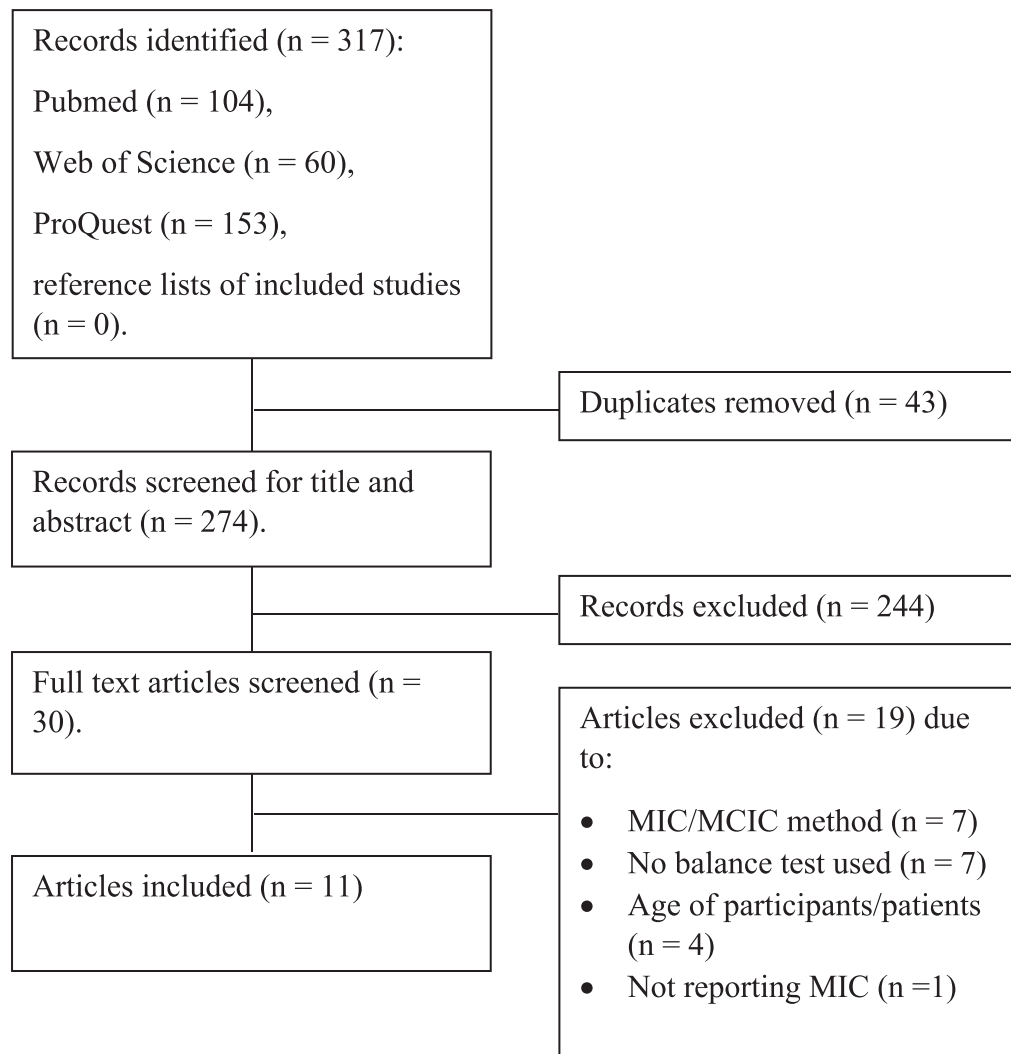 Records identified (n = 317):
Pubmed (n = 104),
Web of Science (n = 60),
ProQuest (n = 153),
reference lists of included studies
(n = 0).
Duplicates removed (n = 43)
Records screened for title and
abstract (n = 274).
Records excluded (n = 244)
Full text articles screened (n =
30).
Articles excluded (n = 19) due
to:
• MIC/MCIC method (n = 7)
• No balance test used (n = 7)
• Age of participants/patients
(n = 4)
• Not reporting MIC (n =1)
Articles included (n = 11)